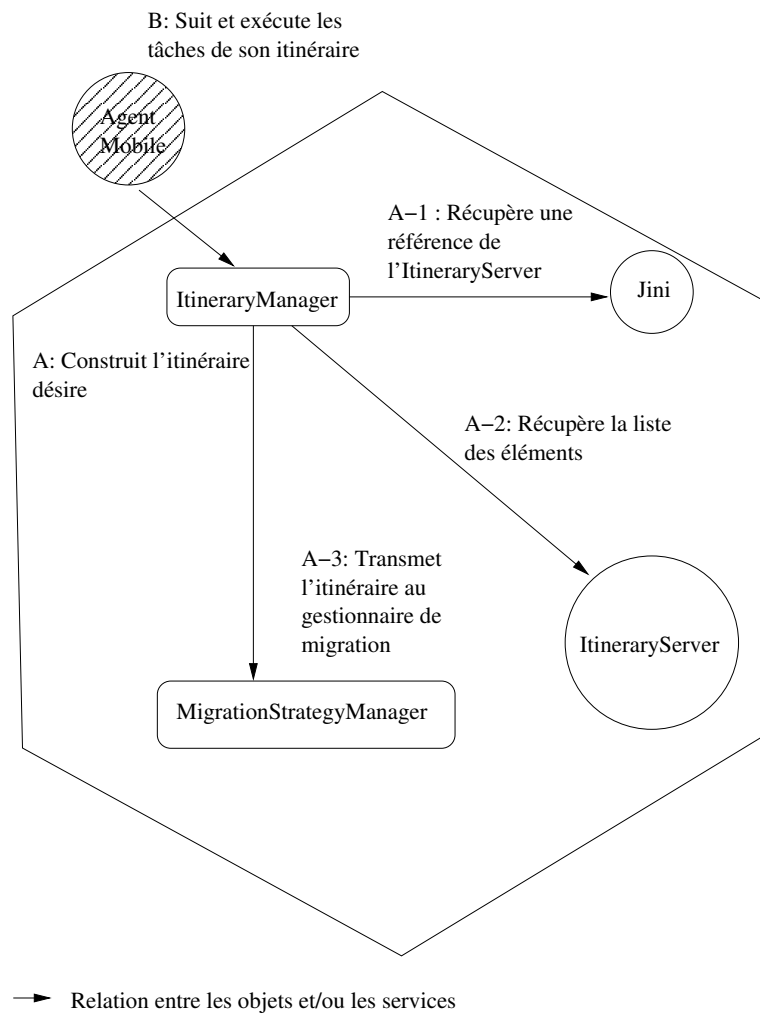 B: Suit et exécute les
tâches de son itinéraire
Agent
Mobile
A−1 : Récupère une
référence de
l’ItineraryServer
Jini
ItineraryManager
A: Construit l’itinéraire
désire
A−2: Récupère la liste
des éléments
A−3: Transmet
l’itinéraire au
gestionnaire de
migration
ItineraryServer
MigrationStrategyManager
Relation entre les objets et/ou les services